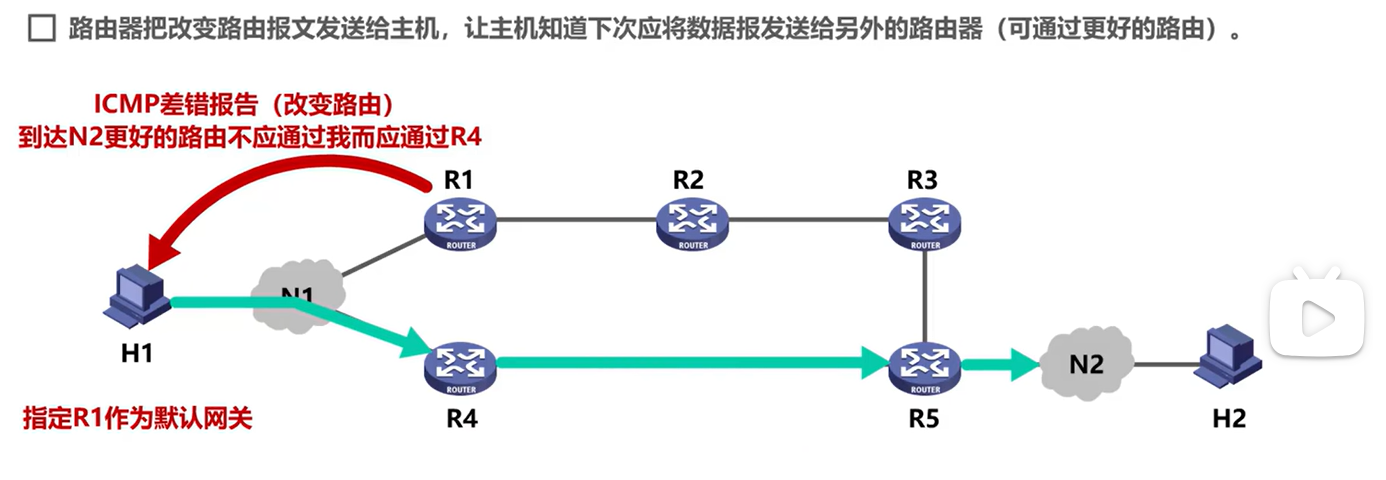 路由器把改变路由报文发送给主机，让主机知道下次应将数据报发送给另外的路由器（可通过更好的路由）。
ICMP差错报告（改变路由）
到达N2更好的路由不应通过我而应通过R4
R1
R2
R3
ROUTER
ROUTER
ROUTER
N1
H1
N2
ROUTER
ROUTER
指定R1作为默认网关
R4
R5
H2